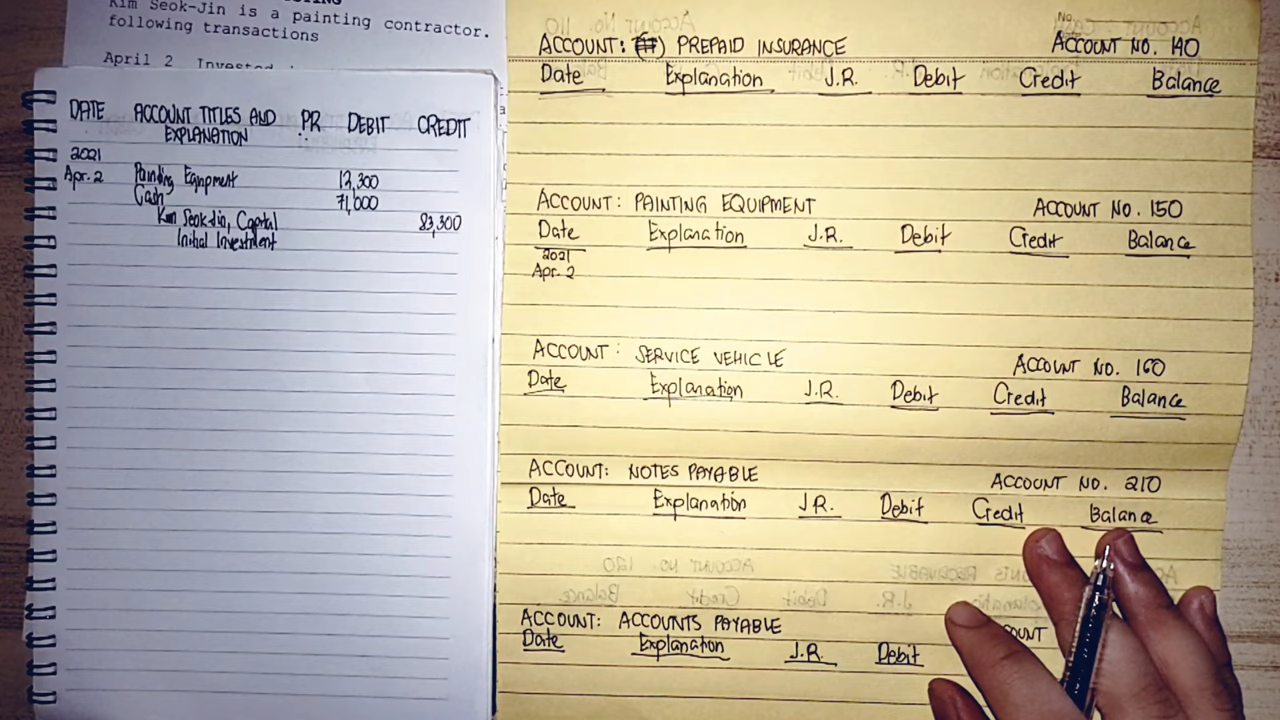 Kim Seok-Jin is a painting contractor.
following transactions
April 2 Invested
DATE ACCOUNT TITLES AND PR DEBIT CREDIT
EXPLANATION
2021
Apr. 2 Painting Equipment 12,300
Cash 71,000
Kim Seok-Jin, Capital 83,300
Initial Investment
ACCOUNT: PREPAID INSURANCE ACCOUNT NO. 140
Date Explanation J.R. Debit Credit Balance
ACCOUNT: PAINTING EQUIPMENT ACCOUNT NO. 150
Date Explanation J.R. Debit Credit Balance
2021
Apr. 2
ACCOUNT: SERVICE VEHICLE ACCOUNT NO. 160
Date Explanation J.R. Debit Credit Balance
ACCOUNT: NOTES PAYABLE ACCOUNT NO. 210
Date Explanation J.R. Debit Credit Balance
ACCOUNT: ACCOUNTS PAYABLE
Date Explanation J.R. Debit